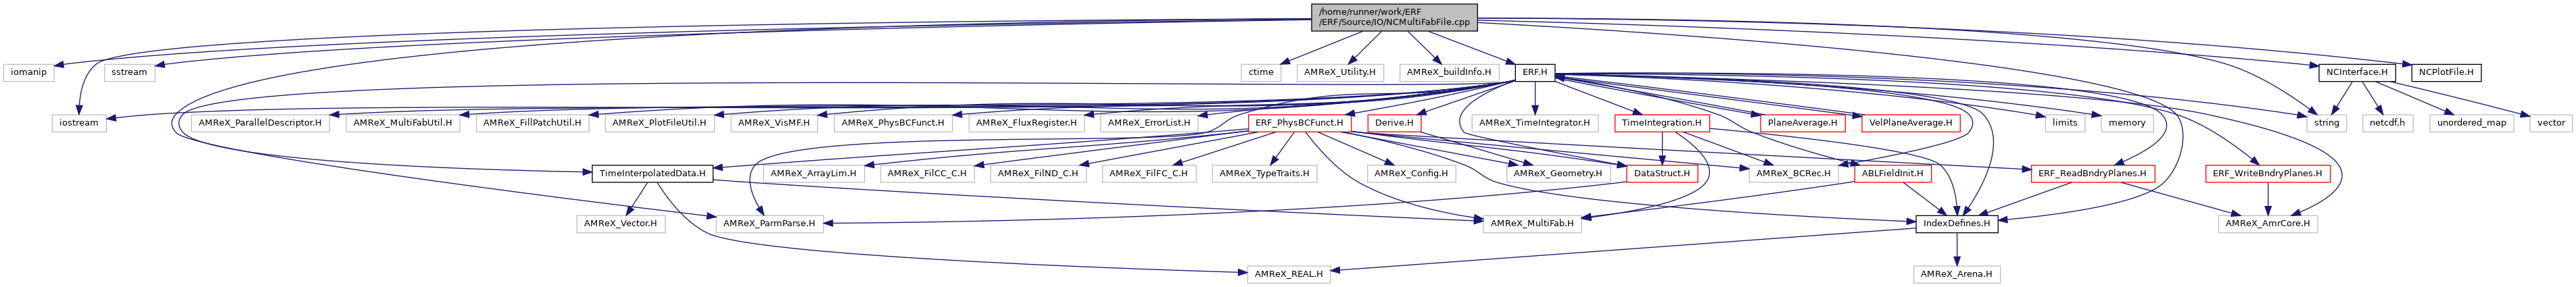 /home/runner/work/ERF
/ERF/Source/IO/NCMultiFabFile.cpp
iomanip
sstream
ctime
AMReX_Utility.H
AMReX_buildInfo.H
ERF.H
NCInterface.H
NCPlotFile.H
iostream
AMReX_ParallelDescriptor.H
AMReX_MultiFabUtil.H
AMReX_FillPatchUtil.H
AMReX_PlotFileUtil.H
AMReX_VisMF.H
AMReX_PhysBCFunct.H
AMReX_FluxRegister.H
AMReX_ErrorList.H
ERF_PhysBCFunct.H
Derive.H
AMReX_TimeIntegrator.H
TimeIntegration.H
PlaneAverage.H
VelPlaneAverage.H
limits
memory
string
netcdf.h
unordered_map
vector
TimeInterpolatedData.H
AMReX_ArrayLim.H
AMReX_FilCC_C.H
AMReX_FilND_C.H
AMReX_FilFC_C.H
AMReX_TypeTraits.H
AMReX_Config.H
AMReX_Geometry.H
DataStruct.H
AMReX_BCRec.H
ABLFieldInit.H
ERF_ReadBndryPlanes.H
ERF_WriteBndryPlanes.H
AMReX_Vector.H
AMReX_ParmParse.H
AMReX_MultiFab.H
IndexDefines.H
AMReX_AmrCore.H
AMReX_REAL.H
AMReX_Arena.H